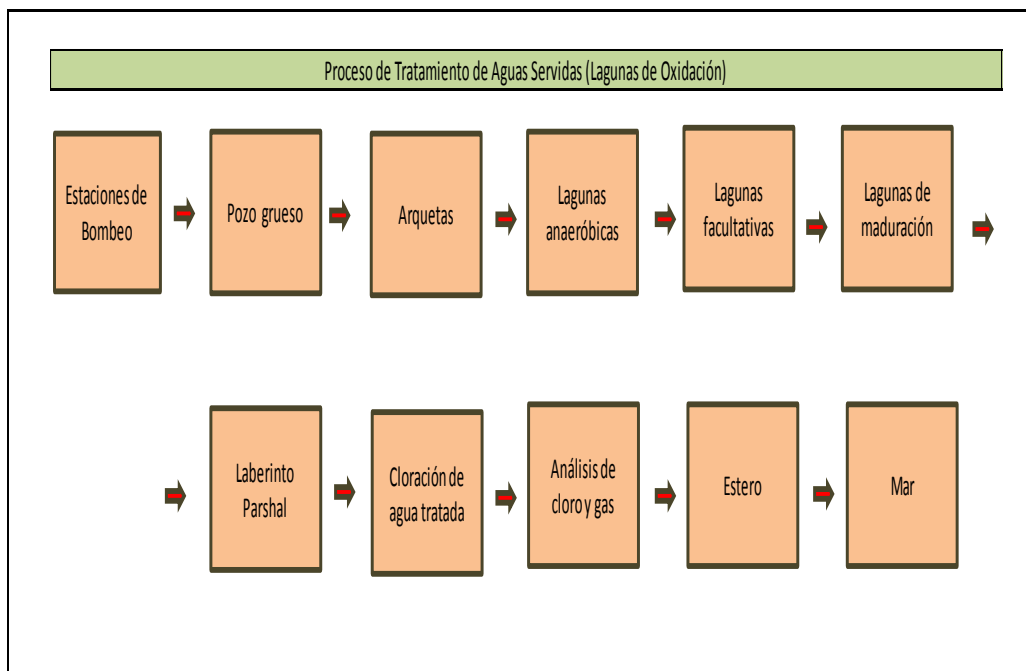 Proceso de Tratamiento de Aguas Servidas (Lagunas de Oxidación)
Estaciones de
Bombeo
Pozo grueso
Arquetas
Lagunas
anaeróbicas
Lagunas
facultativas
Lagunas de
maduración
Laberinto
Parshal
Cloración de
agua tratada
Análisis de
cloro y gas
Estero
Mar